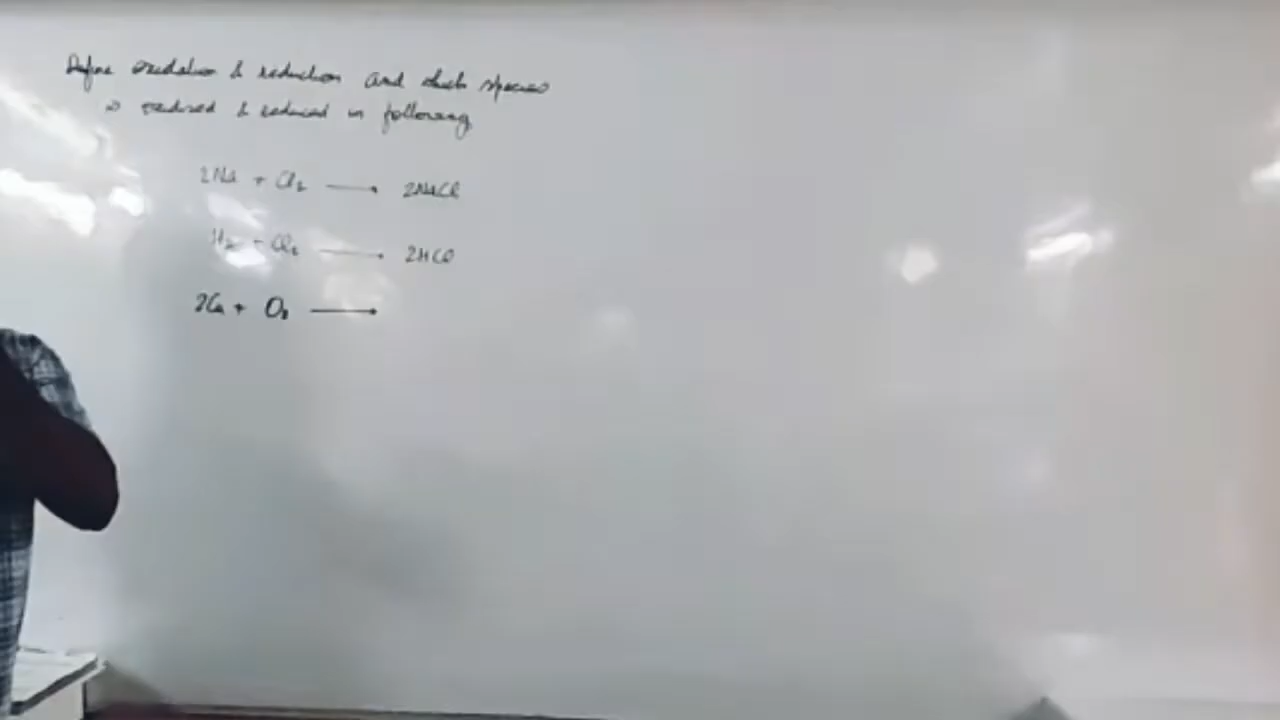 Define oxidation & reduction and which species
is oxidised & reduced in following
2Na + Cl₂ ⟶ 2NaCl
H₂ + Cl₂ ⟶ 2HCl
2Ca + O₂ ⟶